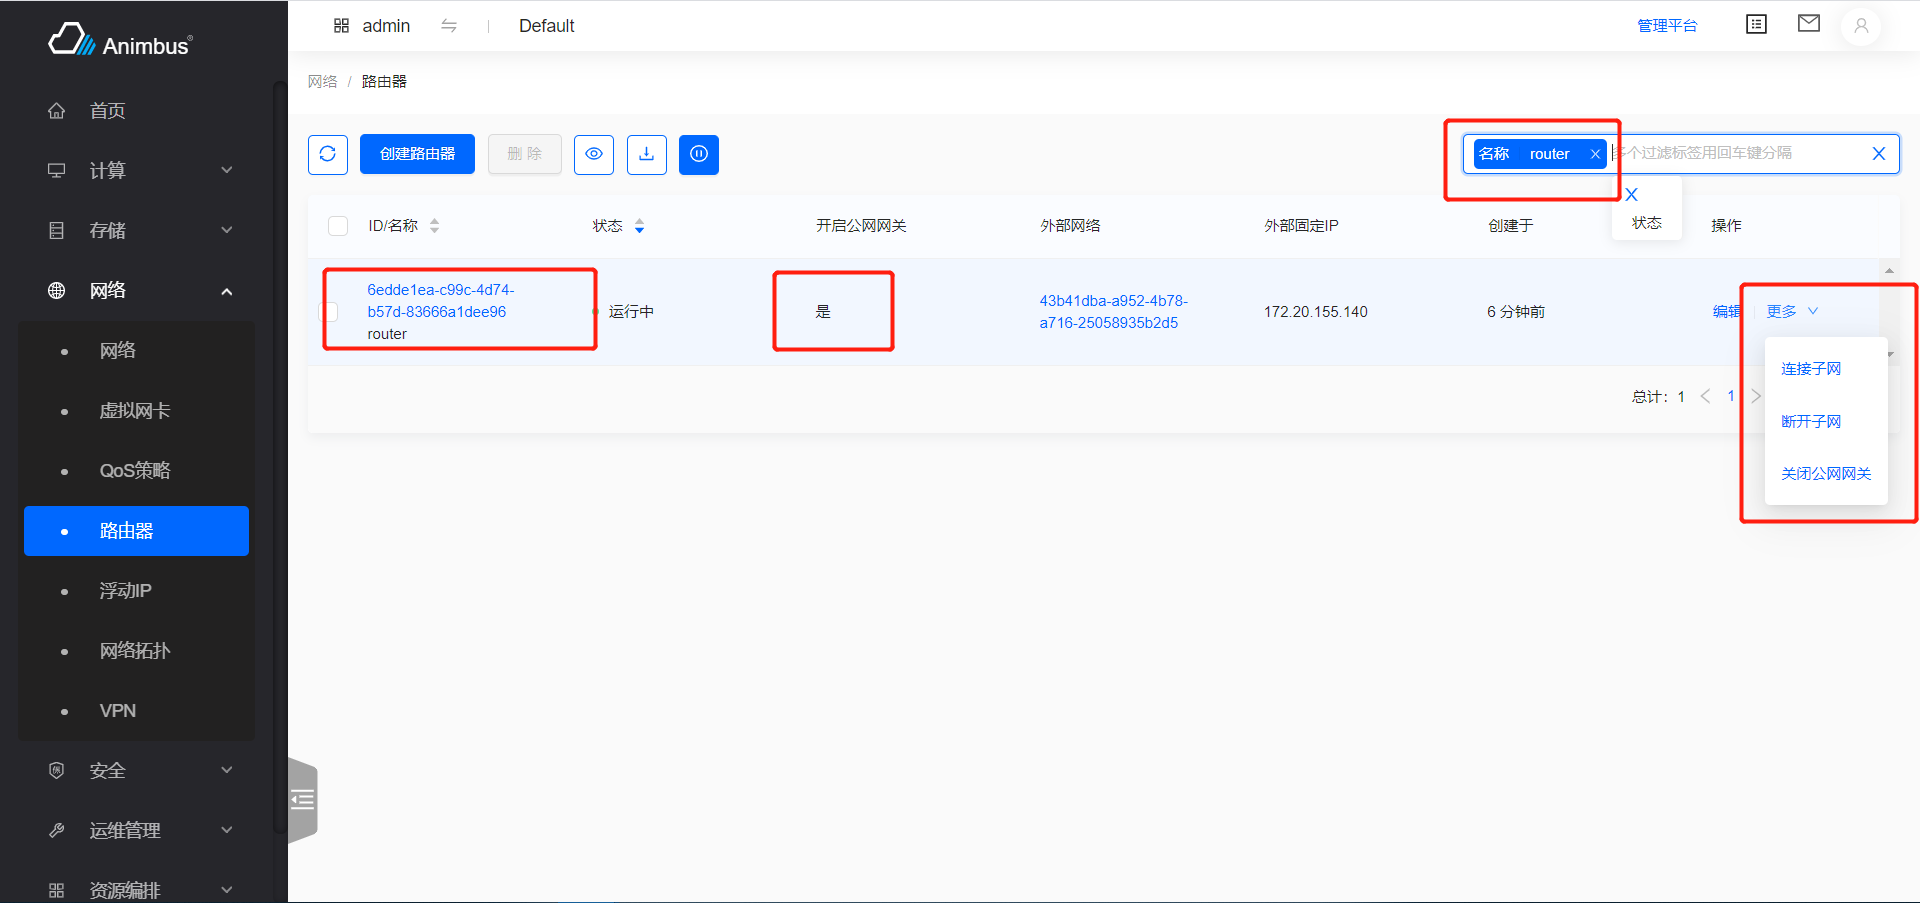 Animbus®
admin
Default
管理平台
首页
计算
存储
网络
网络
虚拟网卡
QoS策略
路由器
浮动IP
网络拓扑
VPN
安全
运维管理
资源编排
网络 / 路由器
创建路由器
删 除
名称 router
多个过滤标签用回车键分隔
状态
ID/名称
状态
开启公网网关
外部网络
外部固定IP
创建于
操作
6edde1ea-c99c-4d74-
b57d-83666a1dee96
router
运行中
是
43b41dba-a952-4b78-
a716-25058935b2d5
172.20.155.140
6 分钟前
编辑
更多
连接子网
断开子网
关闭公网网关
总计：1
1